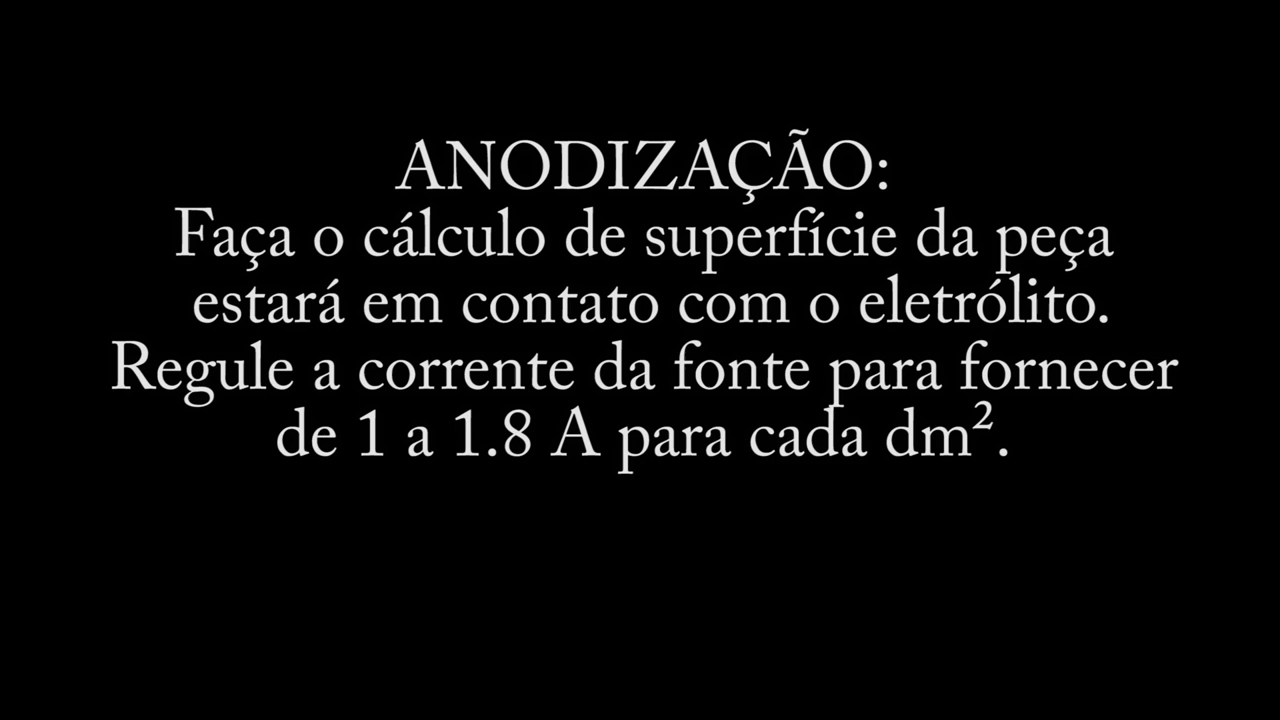 ANODIZAÇÃO:
Faça o cálculo de superfície da peça
estará em contato com o eletrólito.
Regule a corrente da fonte para fornecer
de 1 a 1.8 A para cada dm².